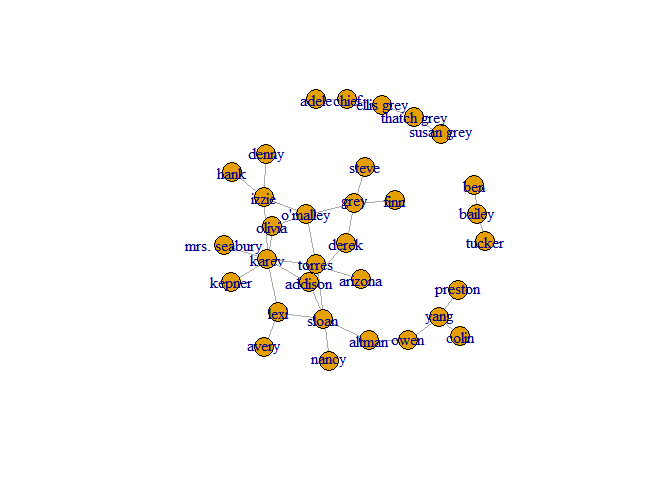 adele
chief
ellis grey
thatch grey
susan grey
denny
hank
steve
izzie
grey
finn
ben
o'malley
bailey
olivia
mrs. seabury
derek
tucker
karev
torres
kepner
addison
arizona
preston
lexi
sloan
yang
avery
altman
owen
colin
nancy